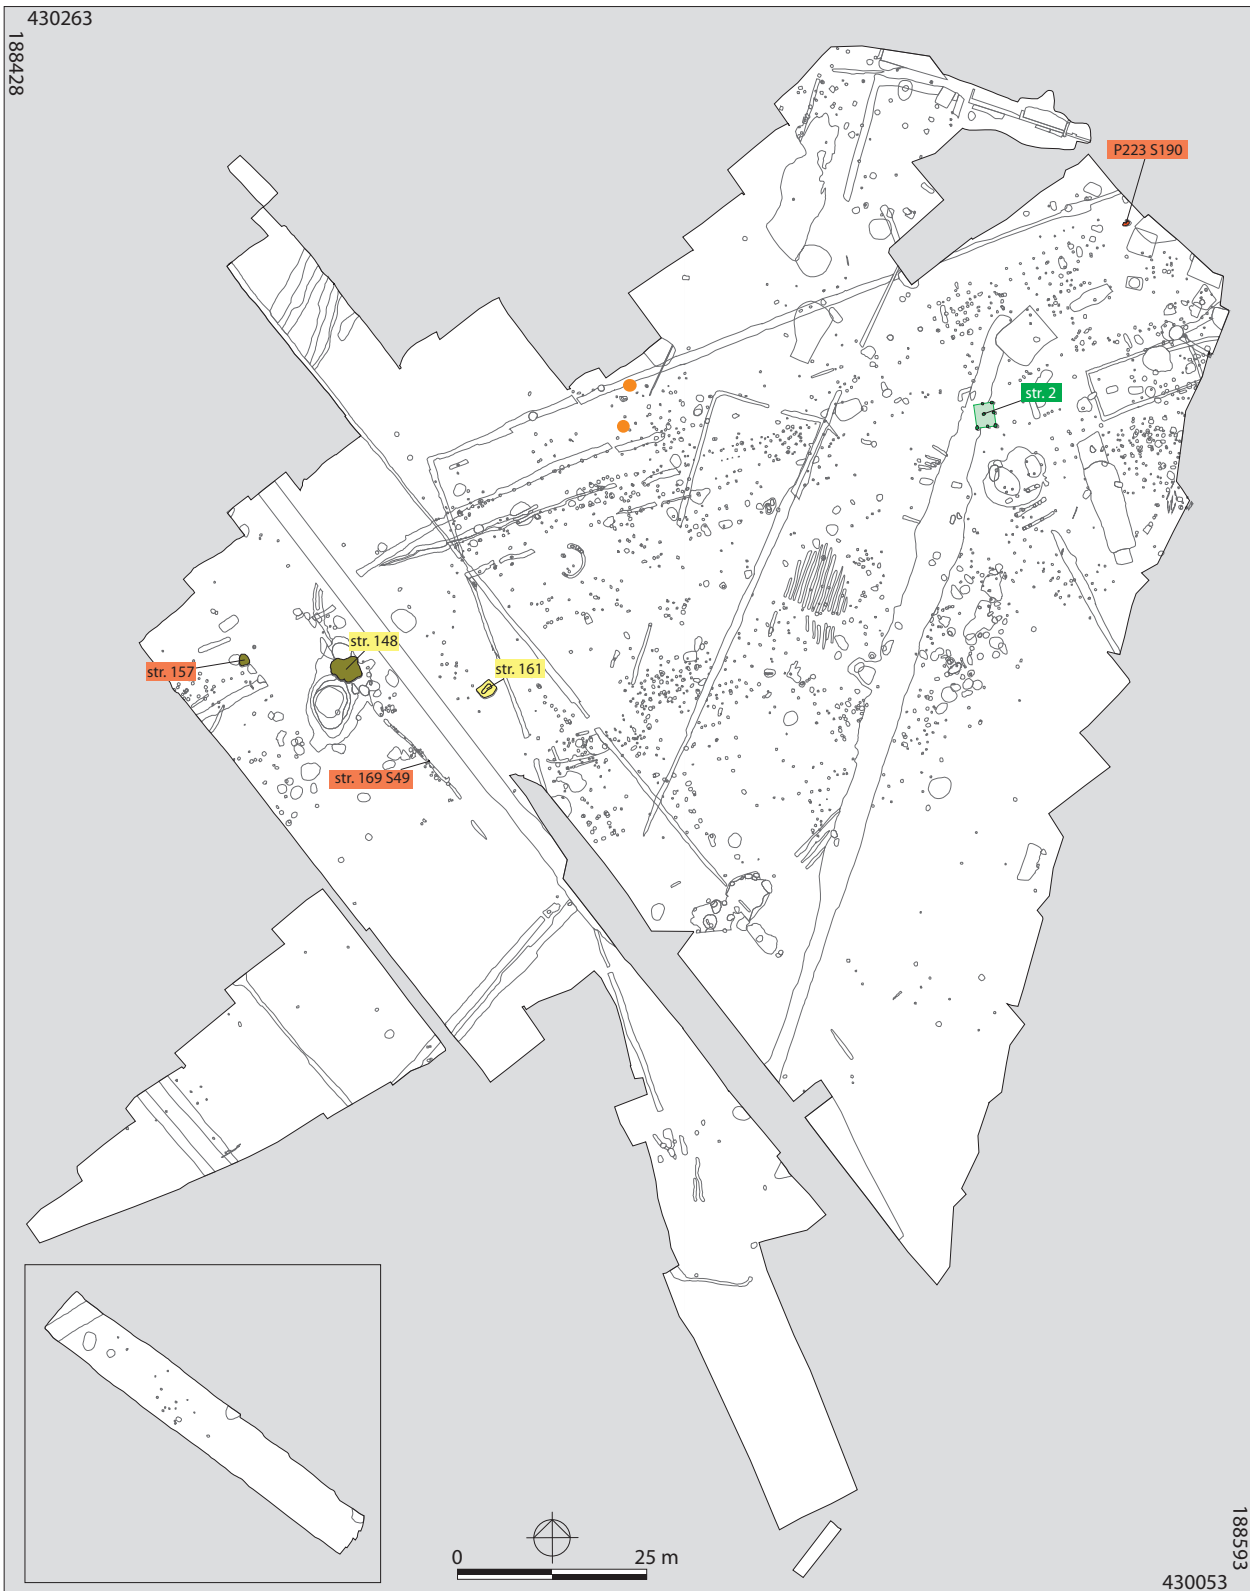 430263
188428
P223 S190
str. 2
str. 148
str. 157
str. 161
str. 169 S49
0 25 m
188593
430053